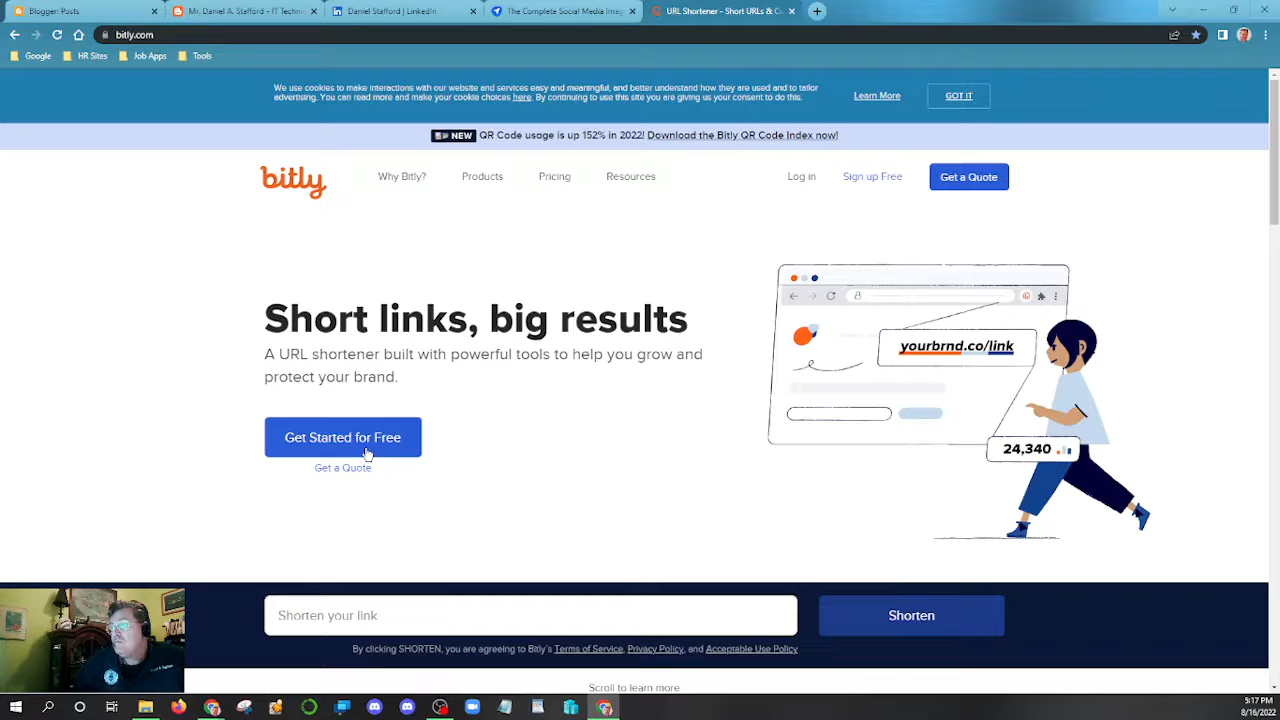 Blogger: Posts
Mr. Daniel A. Stafford - IT Technic
Daniel Stafford | LinkedIn
The Complete Social Media Imag
URL Shortener - Short URLs & C
bitly.com
Google
HR Sites
Job Apps
Tools
We use cookies to make interactions with our website and services easy and meaningful, and better understand how they are used and to tailor
advertising. You can read more and make your cookie choices here. By continuing to use this site you are giving us your consent to do this.
Learn More
GOT IT
NEW QR Code usage is up 152% in 2022! Download the Bitly QR Code Index now!
bitly
Why Bitly?
Products
Pricing
Resources
Log in
Sign up Free
Get a Quote
Short links, big results
A URL shortener built with powerful tools to help you grow and
protect your brand.
yourbrnd.co/link
Get Started for Free
24,340
Get a Quote
Shorten your link
Shorten
By clicking SHORTEN, you are agreeing to Bitly's Terms of Service, Privacy Policy, and Acceptable Use Policy
Scroll to learn more
5:17 PM
8/16/2022